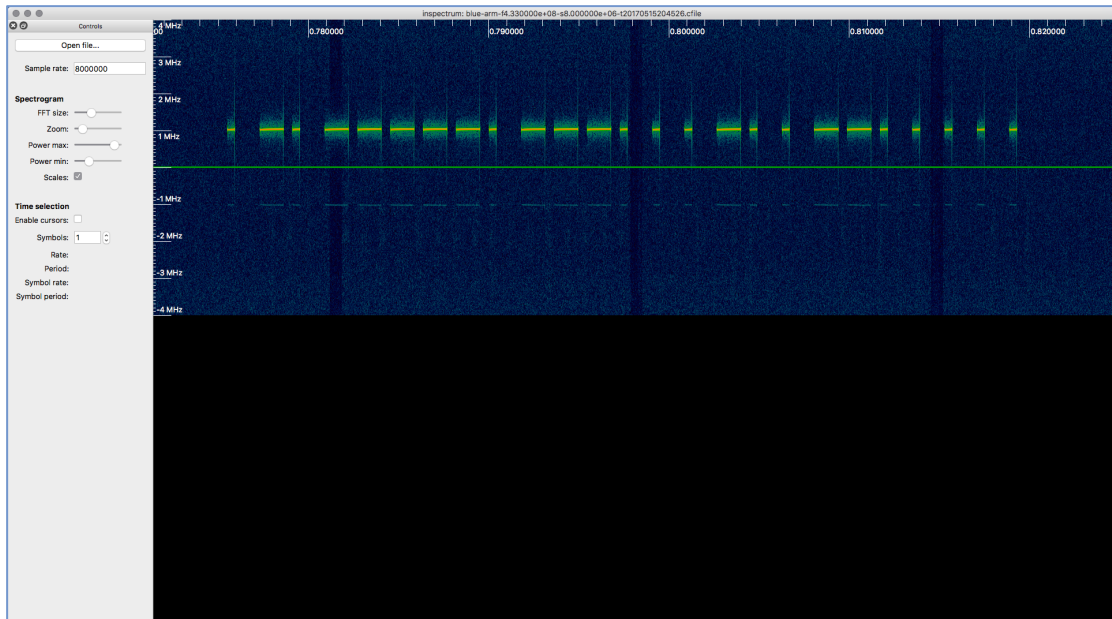 inspectrum: blue-arm-f4.330000e+08-s8.000000e+06-t20170515204526.cfile
Controls
Open file...
Sample rate: 8000000
Spectrogram
FFT size:
Zoom:
Power max:
Power min:
Scales:
Time selection
Enable cursors:
Symbols: 1
Rate:
Period:
Symbol rate:
Symbol period:
00 0.780000 0.790000 0.800000 0.810000 0.820000
4 MHz
3 MHz
2 MHz
1 MHz
-1 MHz
-2 MHz
-3 MHz
-4 MHz